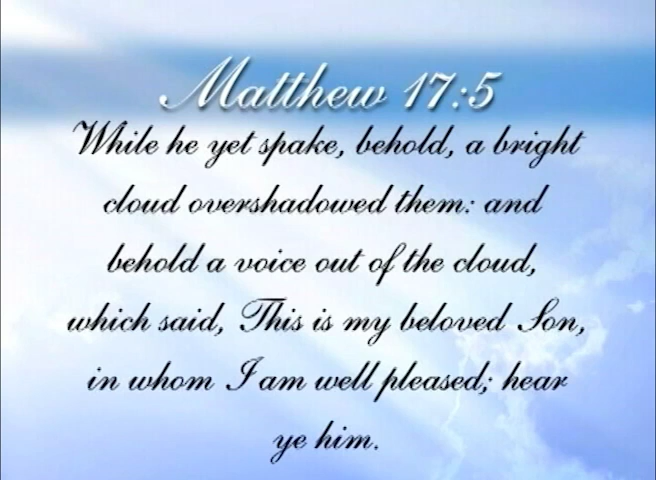 Matthew 17:5
While he yet spake, behold, a bright
cloud overshadowed them: and
behold a voice out of the cloud,
which said, This is my beloved Son,
in whom I am well pleased; hear
ye him.